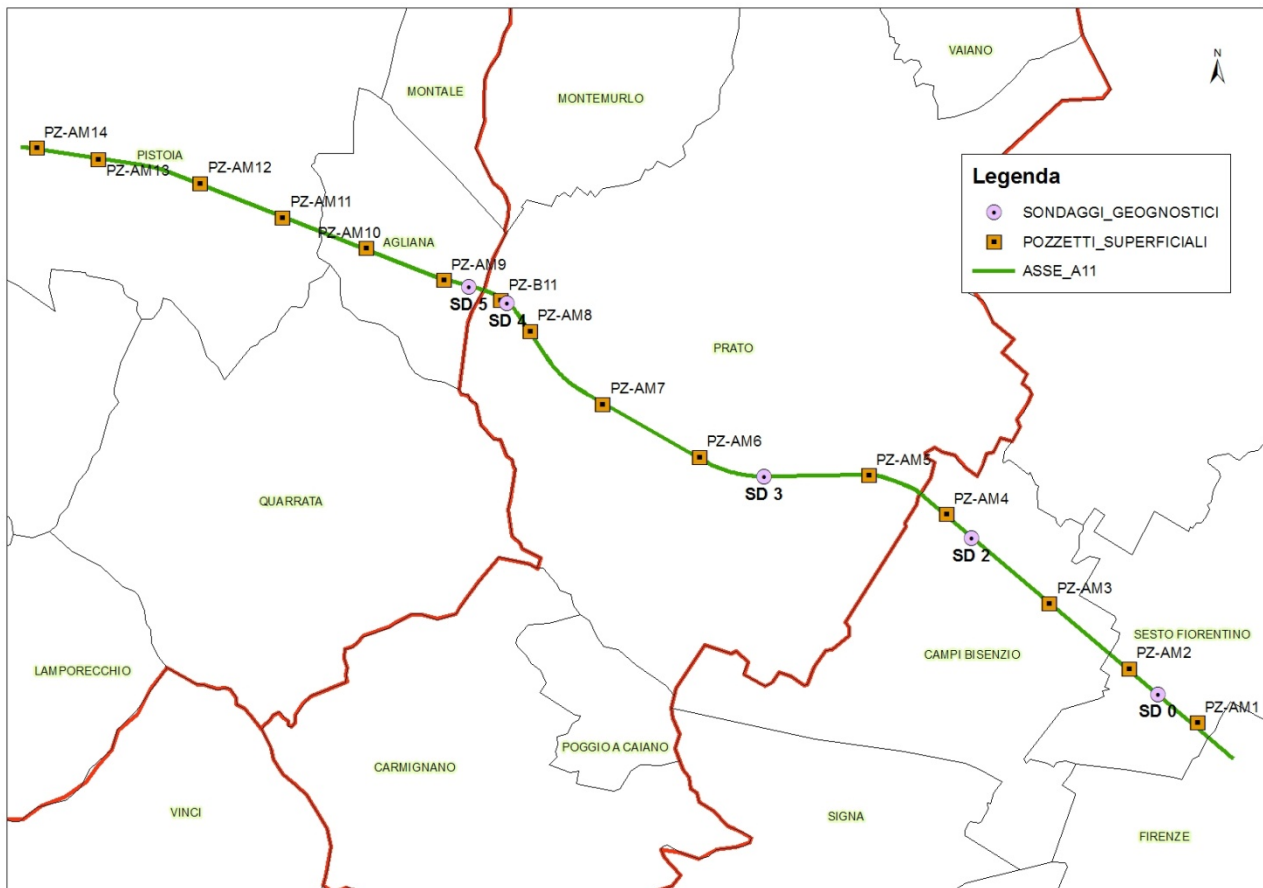 VAIANO
N
MONTALE
MONTEMURLO
PZ-AM14
PISTOIA
PZ-AM13
PZ-AM12
Legenda
SONDAGGI_GEOGNOSTICI
POZZETTI_SUPERFICIALI
ASSE_A11
PZ-AM11
PZ-AM10
AGLIANA
PZ-AM9
PZ-B11
SD 5
SD 4
PZ-AM8
PRATO
PZ-AM7
PZ-AM6
PZ-AM5
SD 3
QUARRATA
PZ-AM4
SD 2
PZ-AM3
SESTO FIORENTINO
CAMPI BISENZIO
LAMPORECCHIO
PZ-AM2
SD 0
PZ-AM1
POGGIO A CAIANO
CARMIGNANO
VINCI
SIGNA
FIRENZE